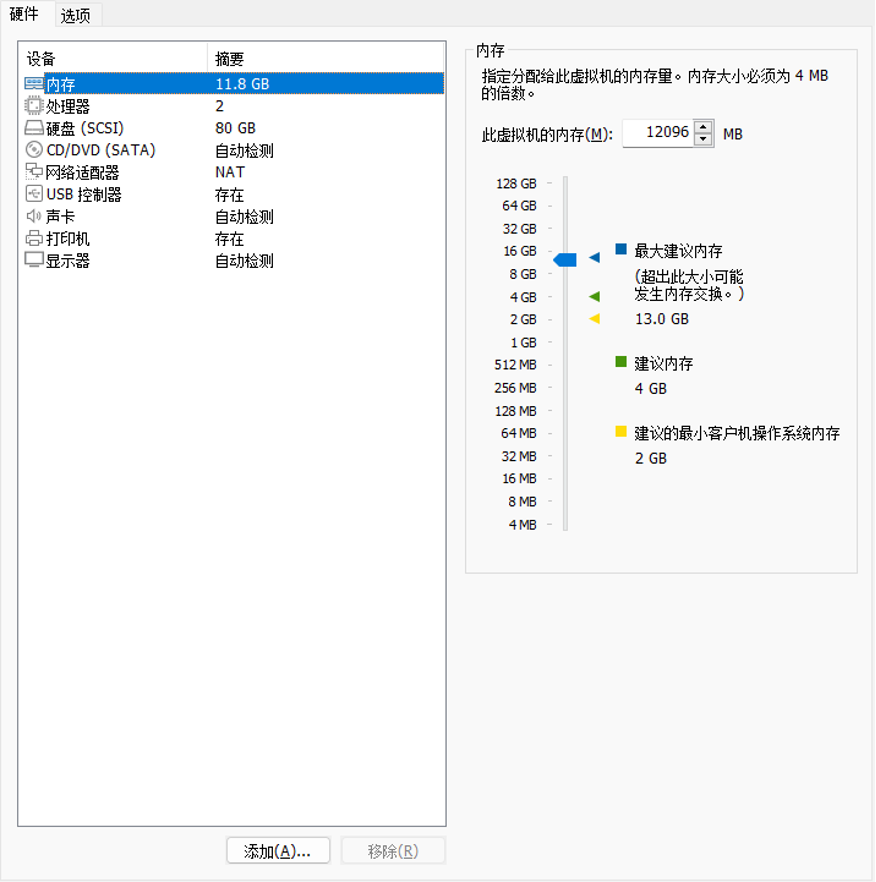 硬件 选项
设备 摘要
内存 11.8 GB
处理器 2
硬盘 (SCSI) 80 GB
CD/DVD (SATA) 自动检测
网络适配器 NAT
USB 控制器 存在
声卡 自动检测
打印机 存在
显示器 自动检测
添加(A)... 移除(R)
内存
指定分配给此虚拟机的内存量。内存大小必须为 4 MB
的倍数。
此虚拟机的内存(M): 12096 MB
128 GB
64 GB
32 GB
16 GB
8 GB
4 GB
2 GB
1 GB
512 MB
256 MB
128 MB
64 MB
32 MB
16 MB
8 MB
4 MB
最大建议内存
(超出此大小可能
发生内存交换。)
13.0 GB
建议内存
4 GB
建议的最小客户机操作系统内存
2 GB